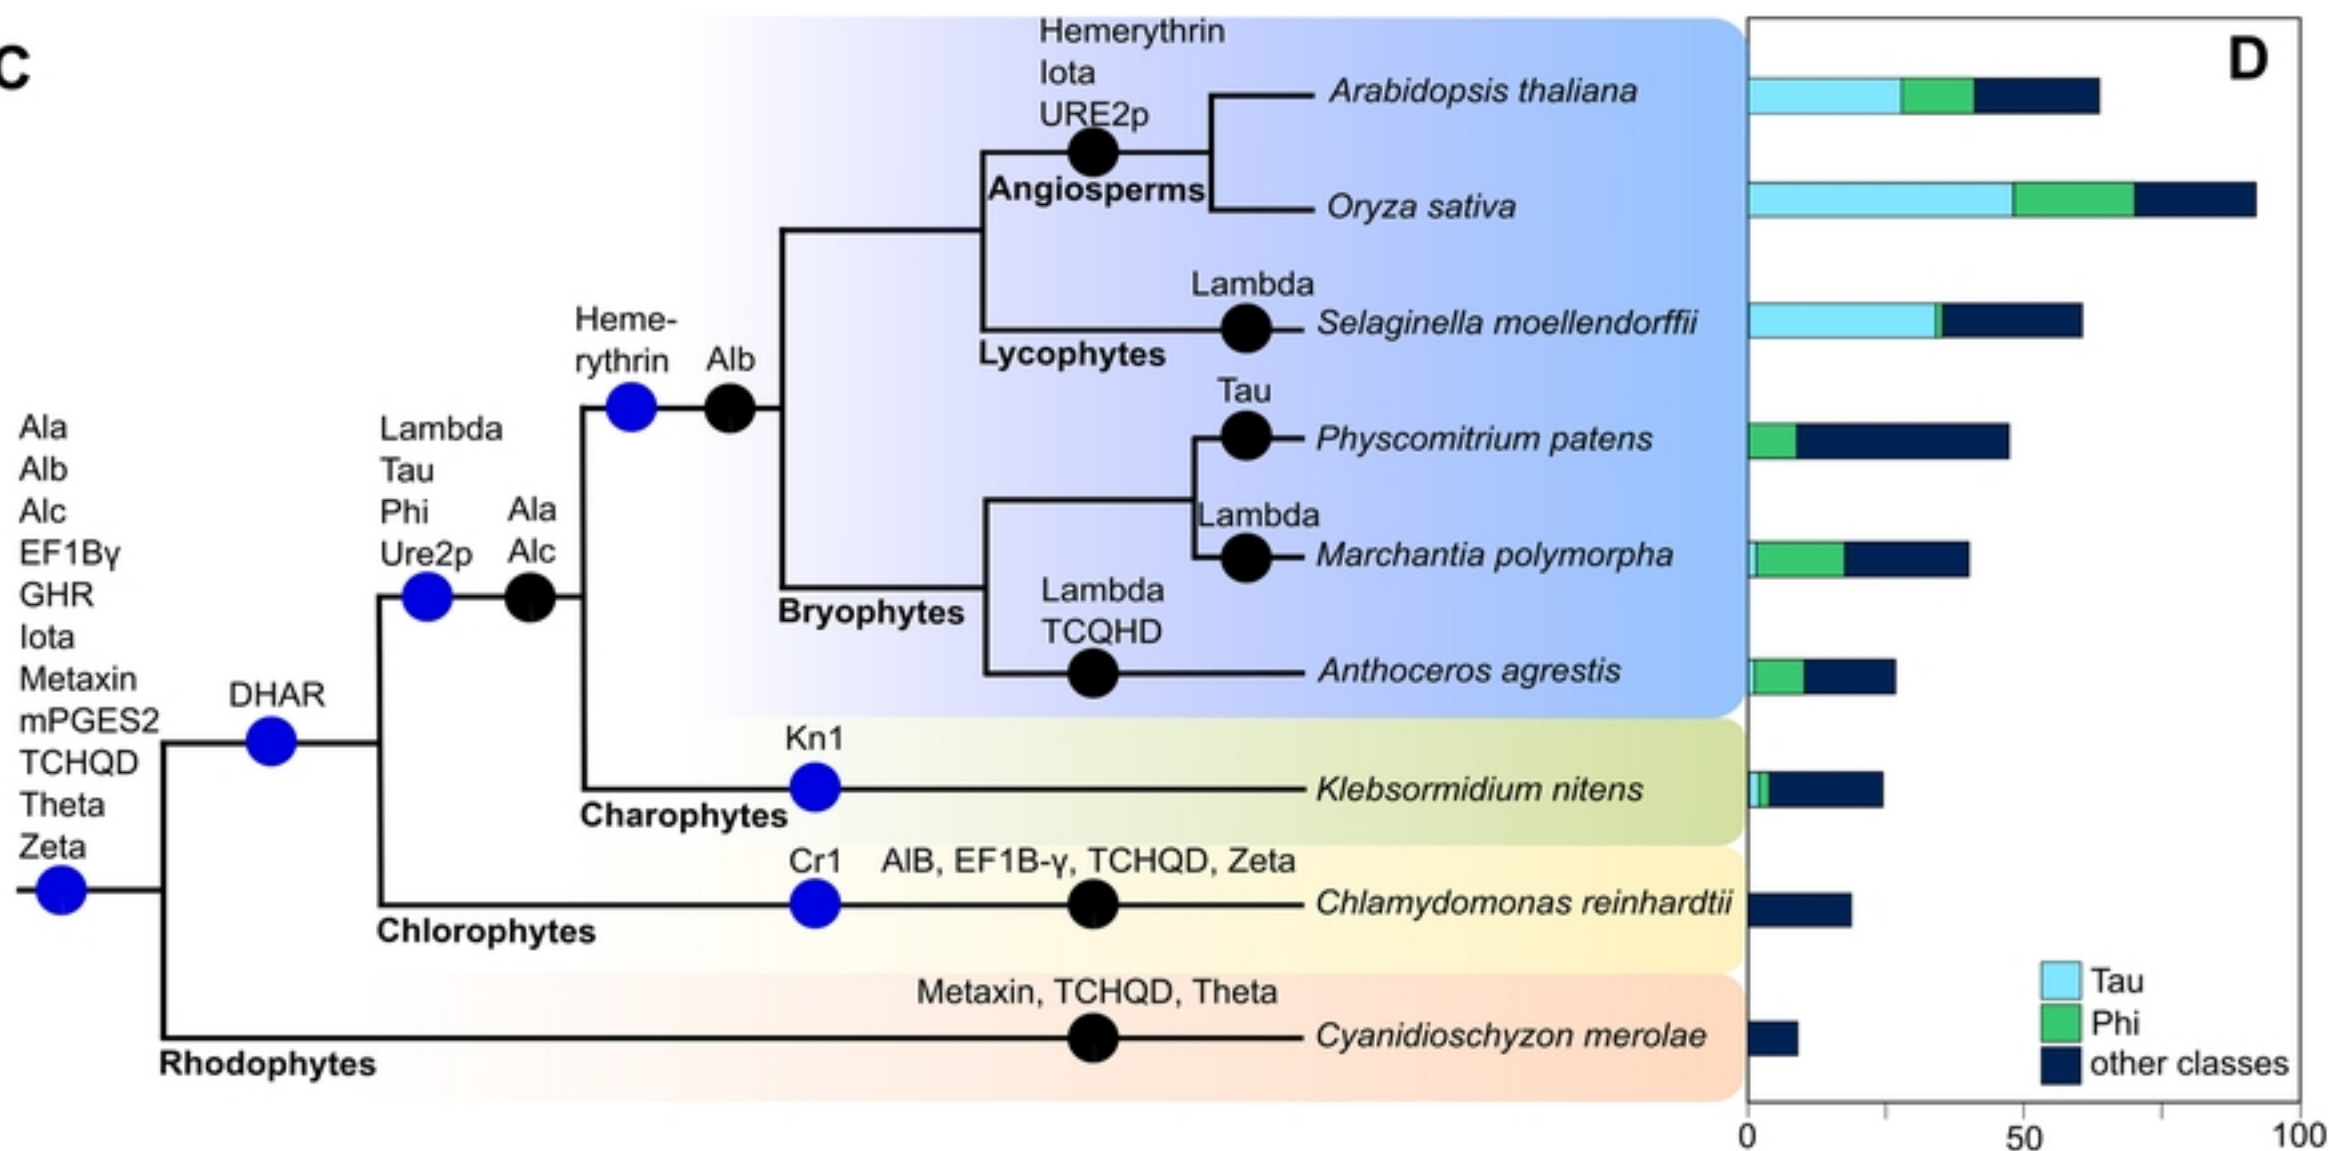 C
D
Hemerythrin
Iota
URE2p
Arabidopsis thaliana
Angiosperms
Oryza sativa
Lambda
Selaginella moellendorffii
Lycophytes
Heme-
rythrin
Alb
Tau
Physcomitrium patens
Lambda
Marchantia polymorpha
Lambda
TCQHD
Bryophytes
Anthoceros agrestis
Lambda
Tau
Phi
Ure2p
Ala
Alc
Ala
Alb
Alc
EF1Bγ
GHR
Iota
Metaxin
mPGES2
TCHQD
Theta
Zeta
DHAR
Kn1
Klebsormidium nitens
Charophytes
Cr1
AlB, EF1B-γ, TCHQD, Zeta
Chlamydomonas reinhardtii
Chlorophytes
Metaxin, TCHQD, Theta
Cyanidioschyzon merolae
Rhodophytes
Tau
Phi
other classes
0
50
100